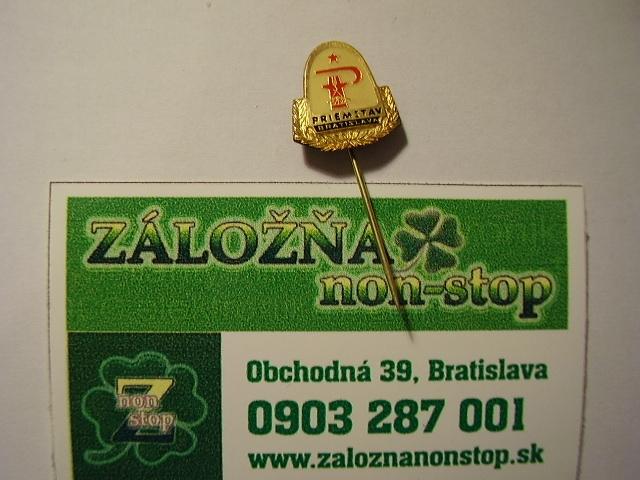 P
PRIEMSTAV
BRATISLAVA
ZÁLOŽŇA
non-stop
Z
non
stop
Obchodná 39, Bratislava
0903 287 001
www.zaloznanonstop.sk